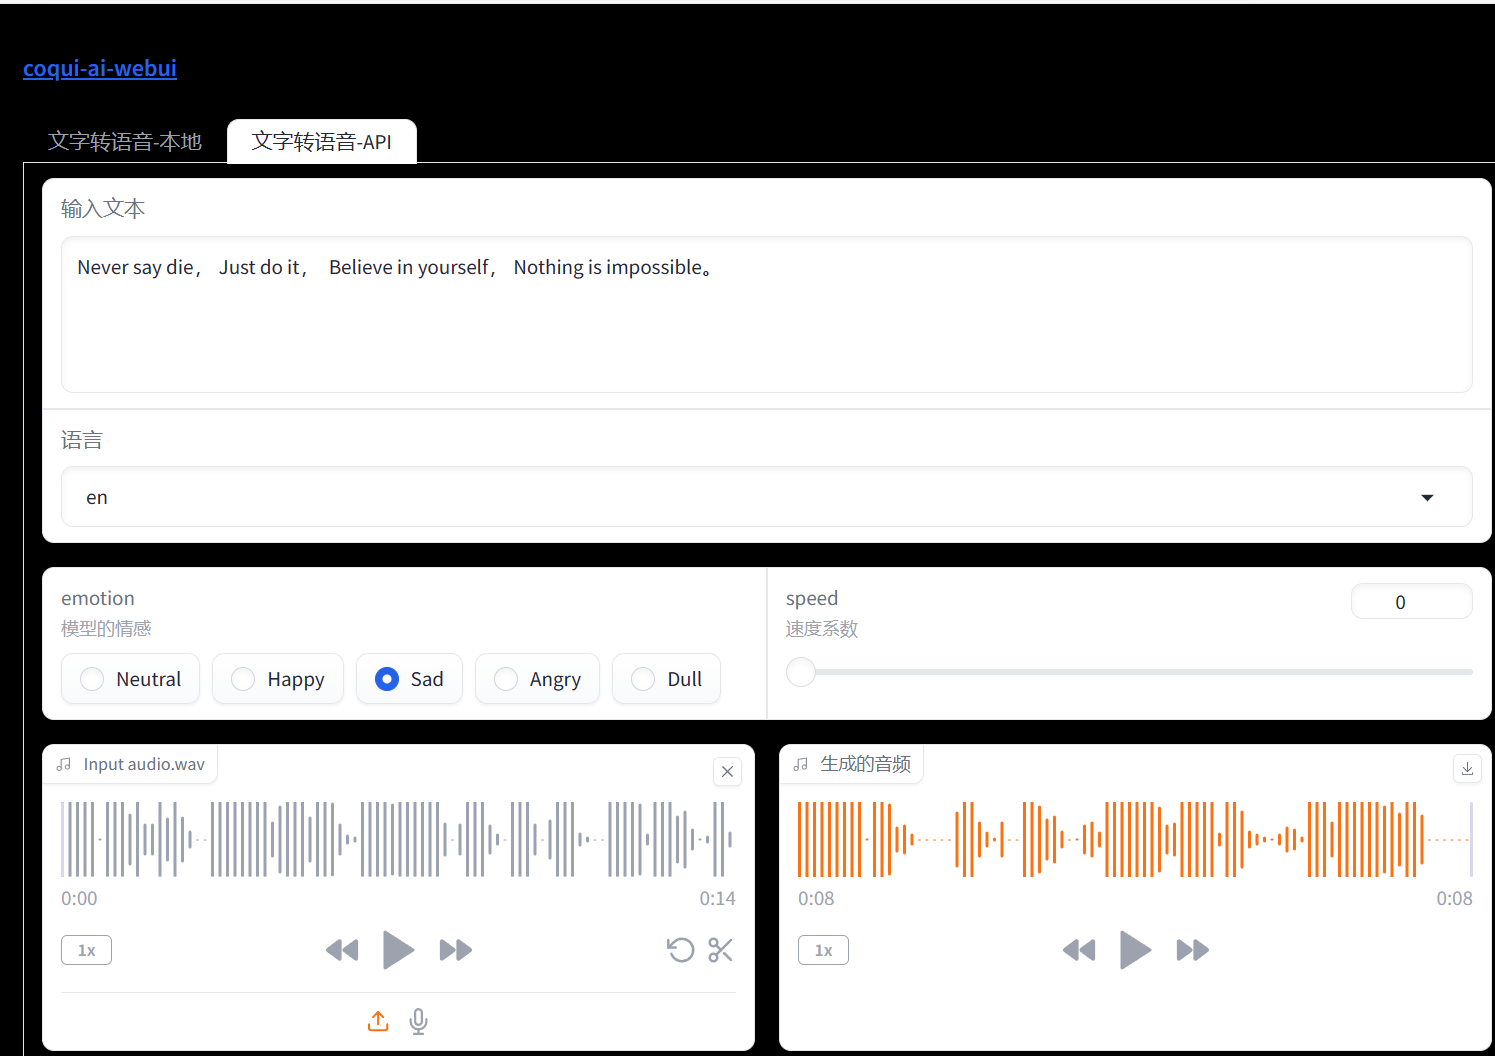 coqui-ai-webui
文字转语音-本地
文字转语音-API
输入文本
Never say die， Just do it， Believe in yourself， Nothing is impossible。
语言
en
emotion
模型的情感
Neutral
Happy
Sad
Angry
Dull
speed
0
速度系数
Input audio.wav
0:00
0:14
1x
生成的音频
0:08
0:08
1x